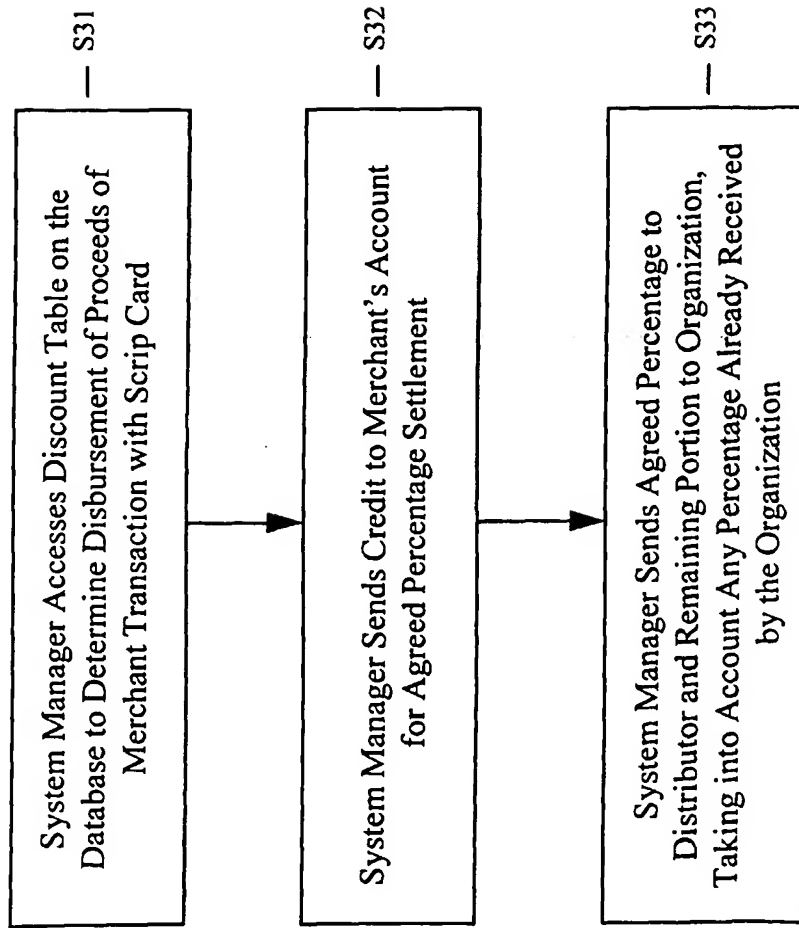 System Manager Accesses Discount Table on the
Database to Determine Disbursement of Proceeds of
Merchant Transaction with Scrip Card
— S31
System Manager Sends Credit to Merchant's Account
for Agreed Percentage Settlement
— S32
System Manager Sends Agreed Percentage to
Distributor and Remaining Portion to Organization,
Taking into Account Any Percentage Already Received
by the Organization
— S33